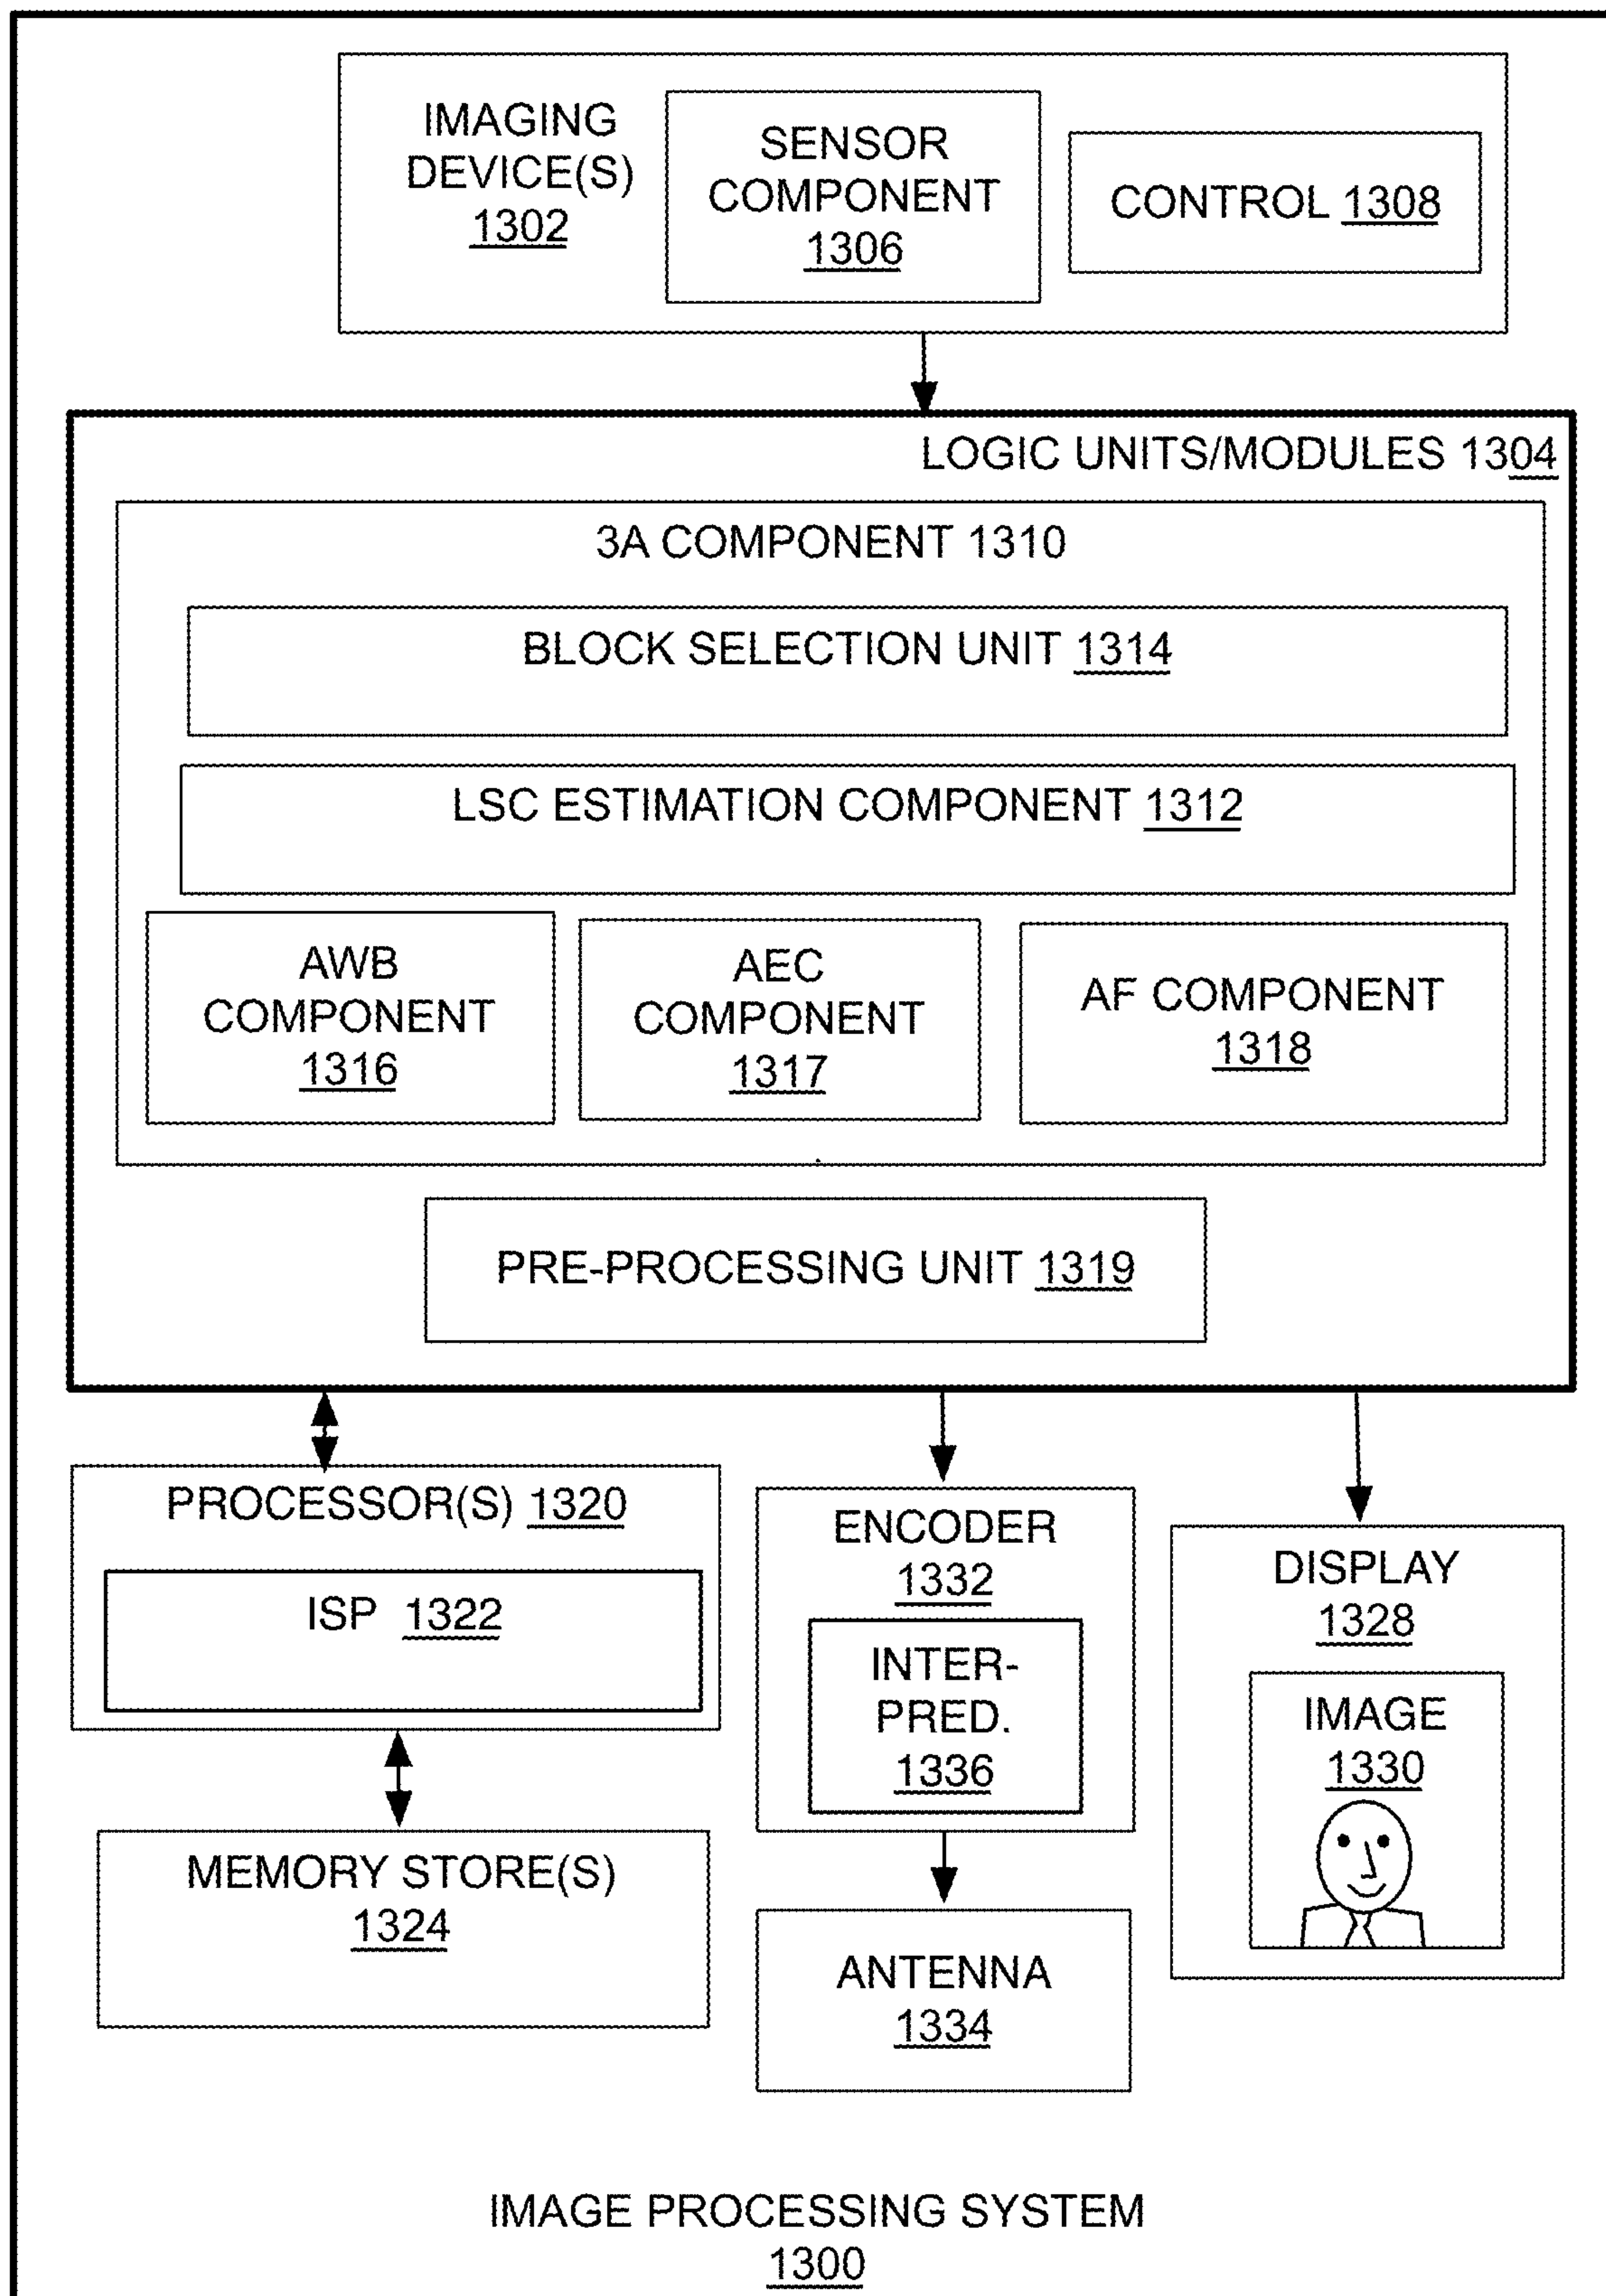 IMAGING
DEVICE(S)
1302
SENSOR
COMPONENT
1306
CONTROL 1308
LOGIC UNITS/MODULES 1304
3A COMPONENT 1310
BLOCK SELECTION UNIT 1314
LSC ESTIMATION COMPONENT 1312
AWB
COMPONENT
1316
AEC
COMPONENT
1317
AF COMPONENT
1318
PRE-PROCESSING UNIT 1319
PROCESSOR(S) 1320
ISP 1322
MEMORY STORE(S)
1324
ENCODER
1332
INTER-
PRED.
1336
ANTENNA
1334
DISPLAY
1328
IMAGE
1330
IMAGE PROCESSING SYSTEM
1300